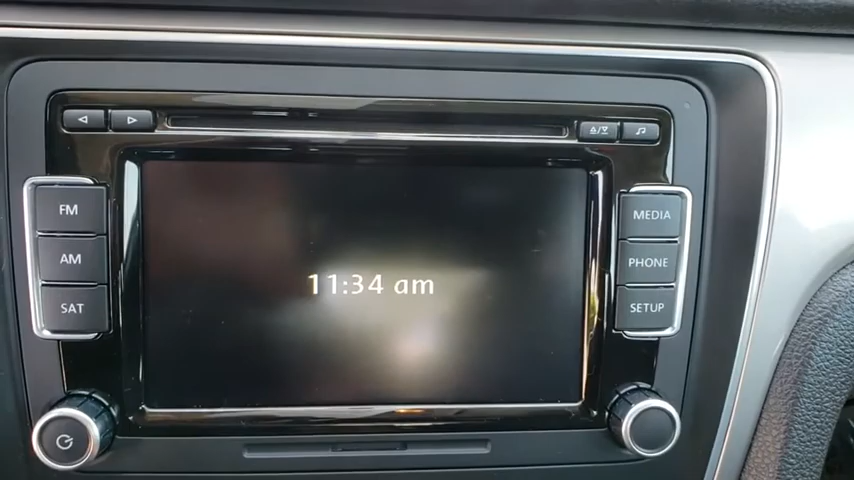 FM
AM
SAT
11:34 am
MEDIA
PHONE
SETUP